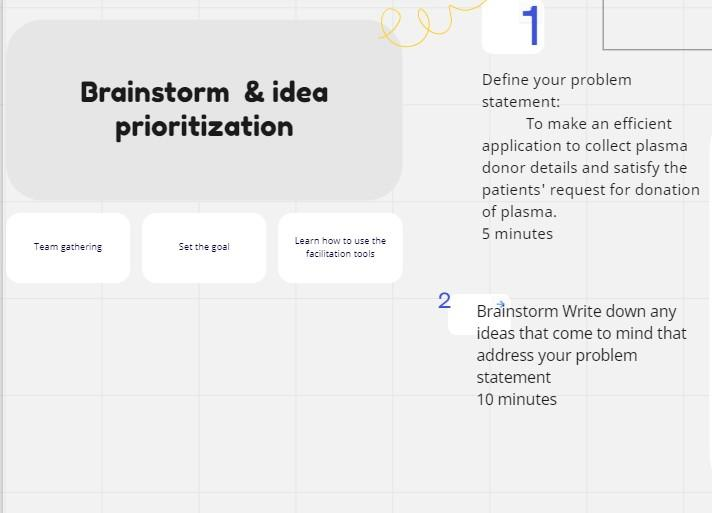 Brainstorm & idea
prioritization
Team gathering
Set the goal
Learn how to use the
facilitation tools
1
Define your problem
statement:
To make an efficient
application to collect plasma
donor details and satisfy the
patients' request for donation
of plasma.
5 minutes
2
Brainstorm Write down any
ideas that come to mind that
address your problem
statement
10 minutes